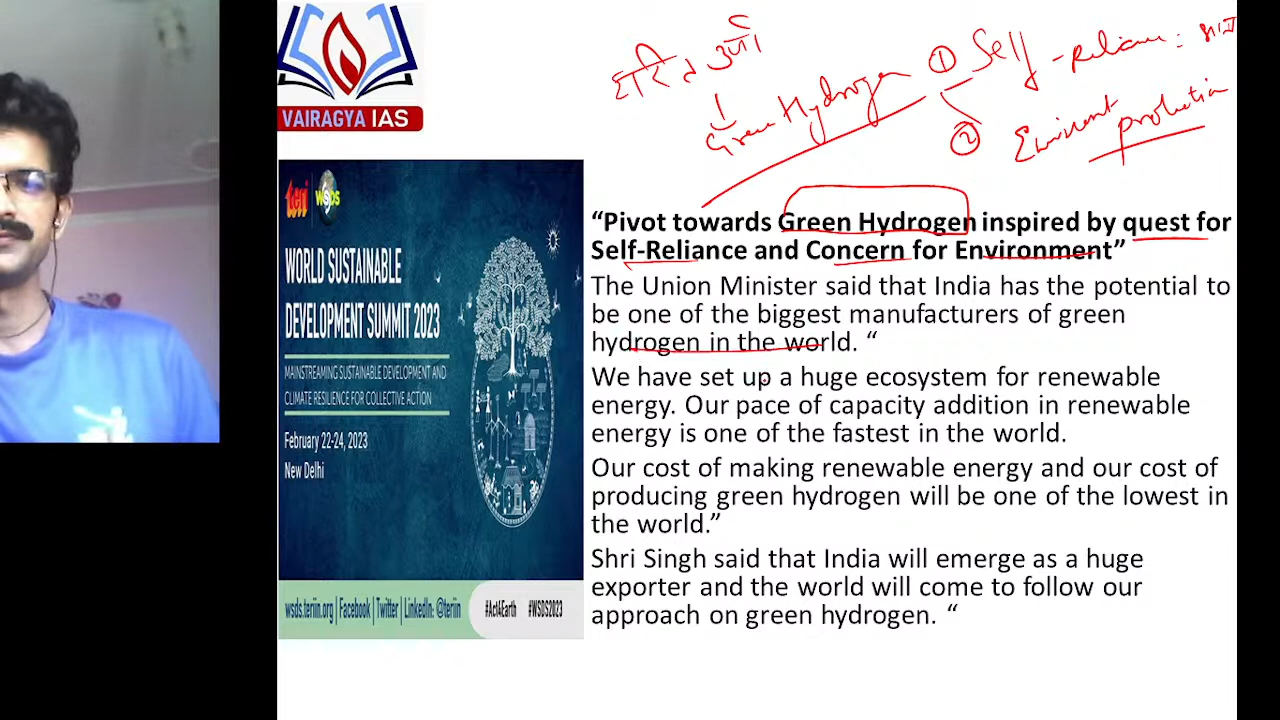 VAIRAGYA IAS
हरित ऊर्जा
Green Hydrogen
① Self-reliance :
② Environment
protection
teri WSDS
WORLD SUSTAINABLE
DEVELOPMENT SUMMIT 2023
MAINSTREAMING SUSTAINABLE DEVELOPMENT AND
CLIMATE RESILIENCE FOR COLLECTIVE ACTION
February 22-24, 2023
New Delhi
wsds.teriin.org | Facebook | Twitter | LinkedIn: @teriin #Act4Earth #WSDS2023
“Pivot towards Green Hydrogen inspired by quest for
Self-Reliance and Concern for Environment”
The Union Minister said that India has the potential to
be one of the biggest manufacturers of green
hydrogen in the world. “
We have set up a huge ecosystem for renewable
energy. Our pace of capacity addition in renewable
energy is one of the fastest in the world.
Our cost of making renewable energy and our cost of
producing green hydrogen will be one of the lowest in
the world.”
Shri Singh said that India will emerge as a huge
exporter and the world will come to follow our
approach on green hydrogen. “